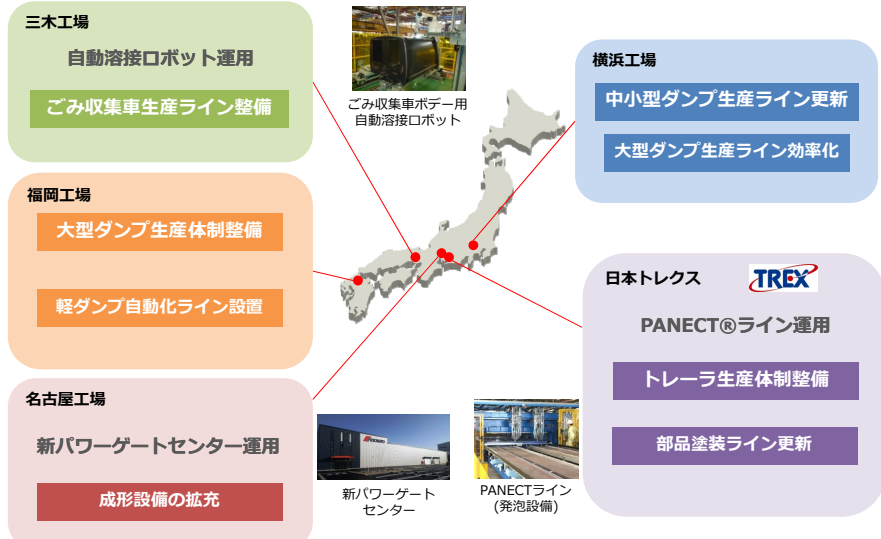 三木工場
自動溶接ロボット運用
ごみ収集車生産ライン整備
ごみ収集車ボデー用
自動溶接ロボット
横浜工場
中小型ダンプ生産ライン更新
大型ダンプ生産ライン効率化
福岡工場
大型ダンプ生産体制整備
軽ダンプ自動化ライン設置
日本トレクス
TREX
PANECT®ライン運用
トレーラ生産体制整備
部品塗装ライン更新
名古屋工場
新パワーゲートセンター運用
成形設備の拡充
新パワーゲート
センター
PANECTライン
(発泡設備)